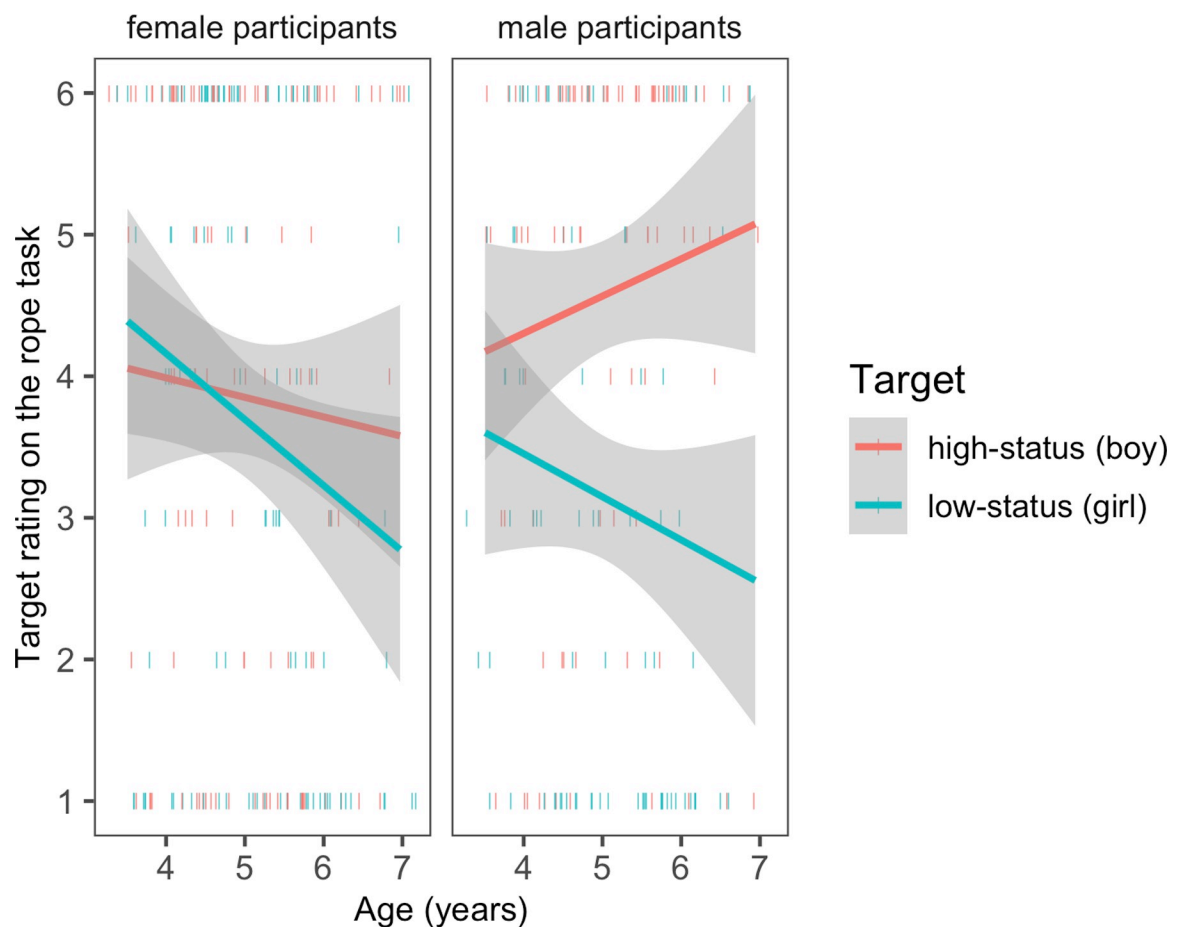 female participants
male participants
Target rating on the rope task
6
5
4
3
2
1
4 5 6 7
4 5 6 7
Age (years)
Target
high-status (boy)
low-status (girl)